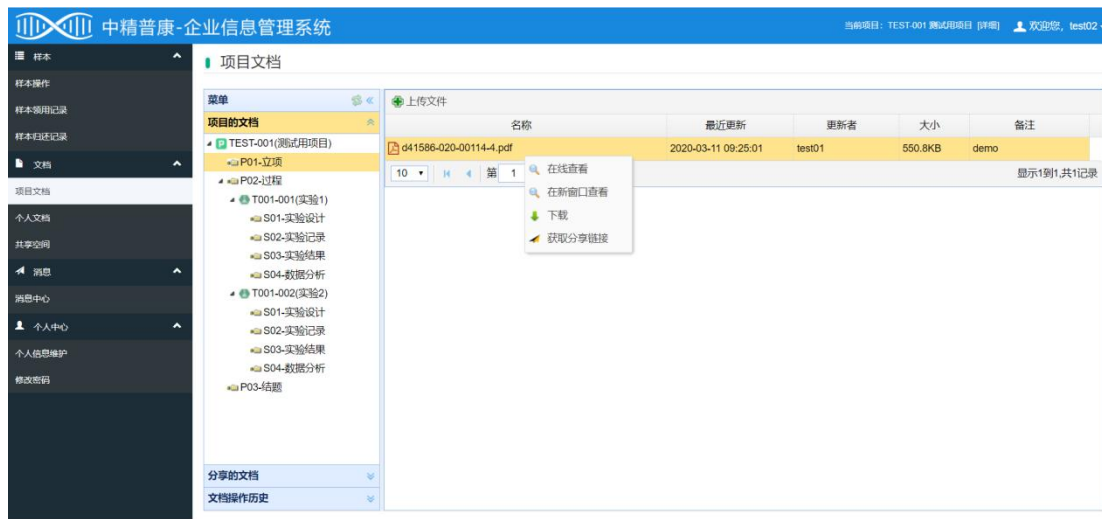 中精普康-企业信息管理系统
当前项目：TEST-001 测试用项目 [详细] 欢迎您，test02
样本
样本操作
样本领用记录
样本归还记录
文档
项目文档
个人文档
共享空间
消息
消息中心
个人中心
个人信息维护
修改密码
项目文档
菜单
项目的文档
TEST-001(测试用项目)
P01-立项
P02-过程
T001-001(实验1)
S01-实验设计
S02-实验记录
S03-实验结果
S04-数据分析
T001-002(实验2)
S01-实验设计
S02-实验记录
S03-实验结果
S04-数据分析
P03-结题
分享的文档
文档操作历史
上传文件
名称 最近更新 更新者 大小 备注
d41586-020-00114-4.pdf 2020-03-11 09:25:01 test01 550.8KB demo
10 第 1 显示1到1,共1记录
在线查看
在新窗口查看
下载
获取分享链接